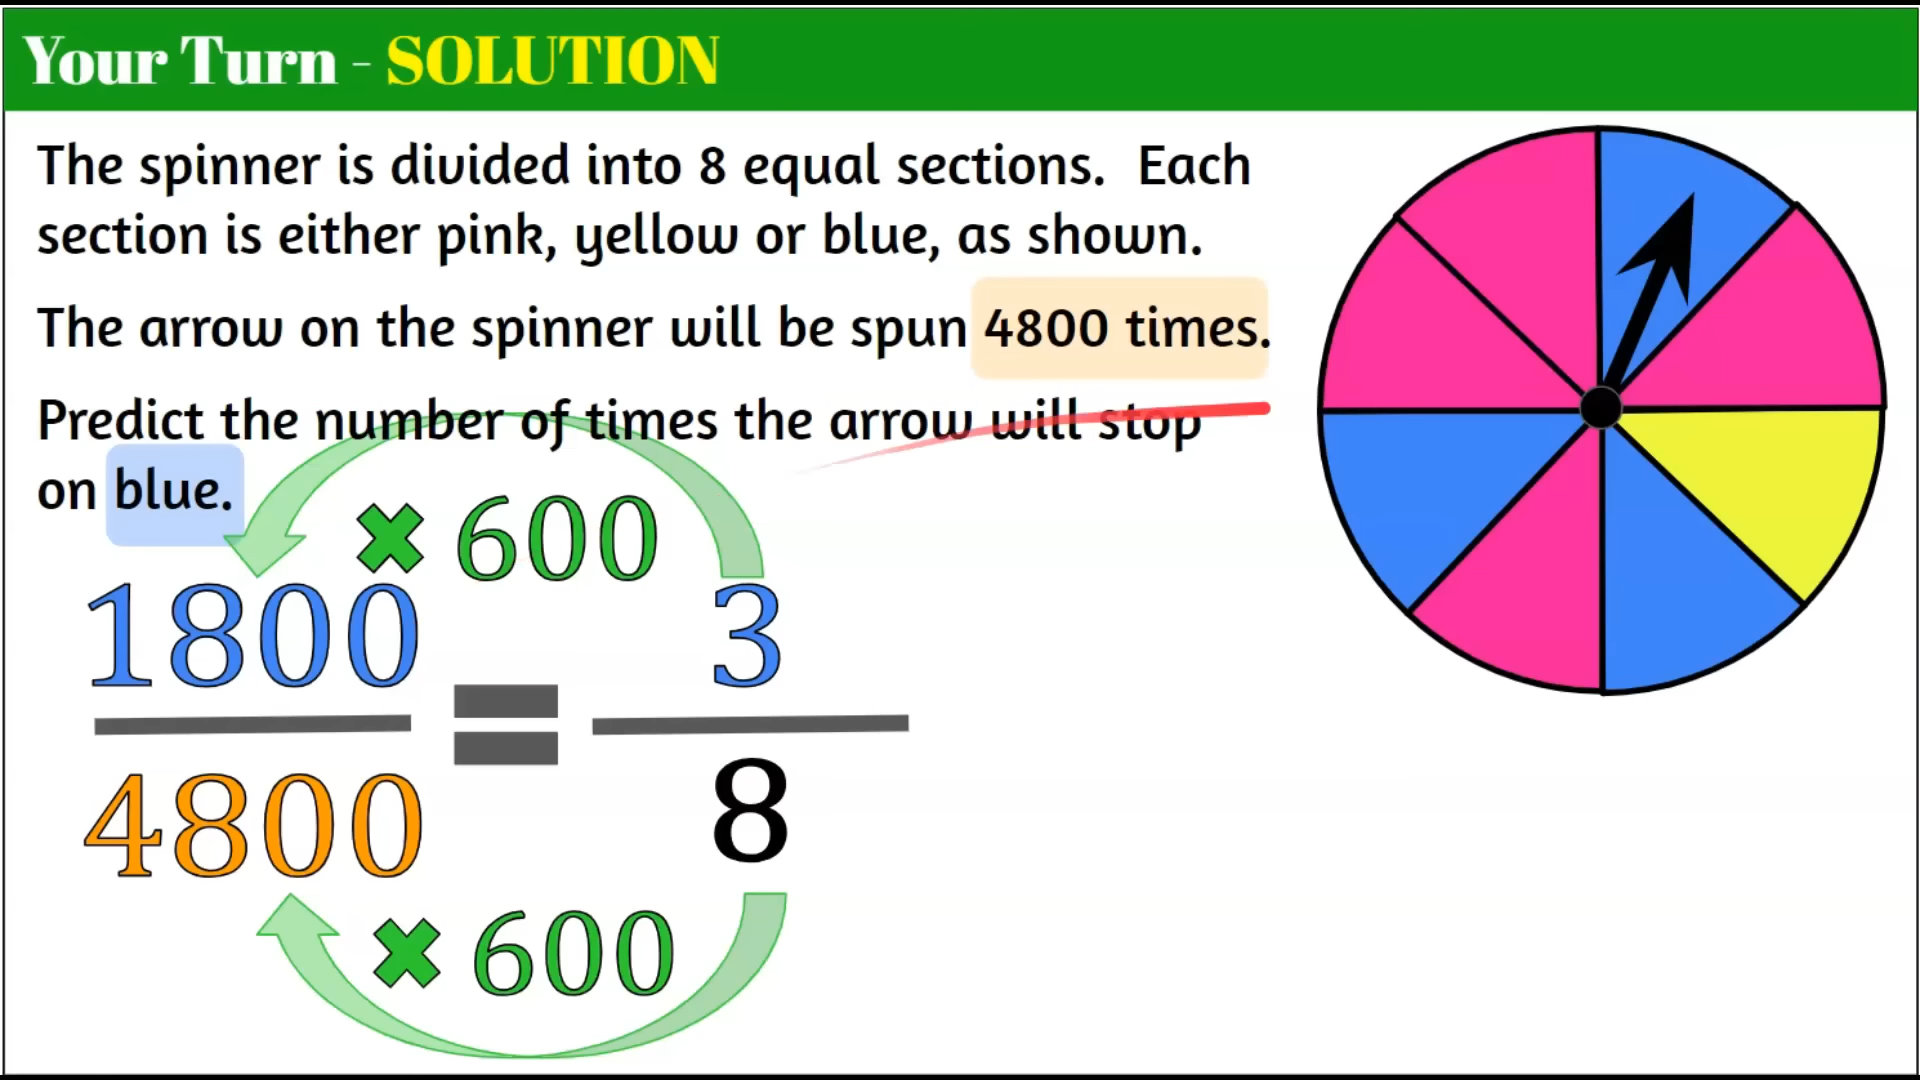 Your Turn - SOLUTION
The spinner is divided into 8 equal sections. Each
section is either pink, yellow or blue, as shown.
The arrow on the spinner will be spun 4800 times.
Predict the number of times the arrow will stop
on blue.
× 600
1800 = 3
4800 8
× 600